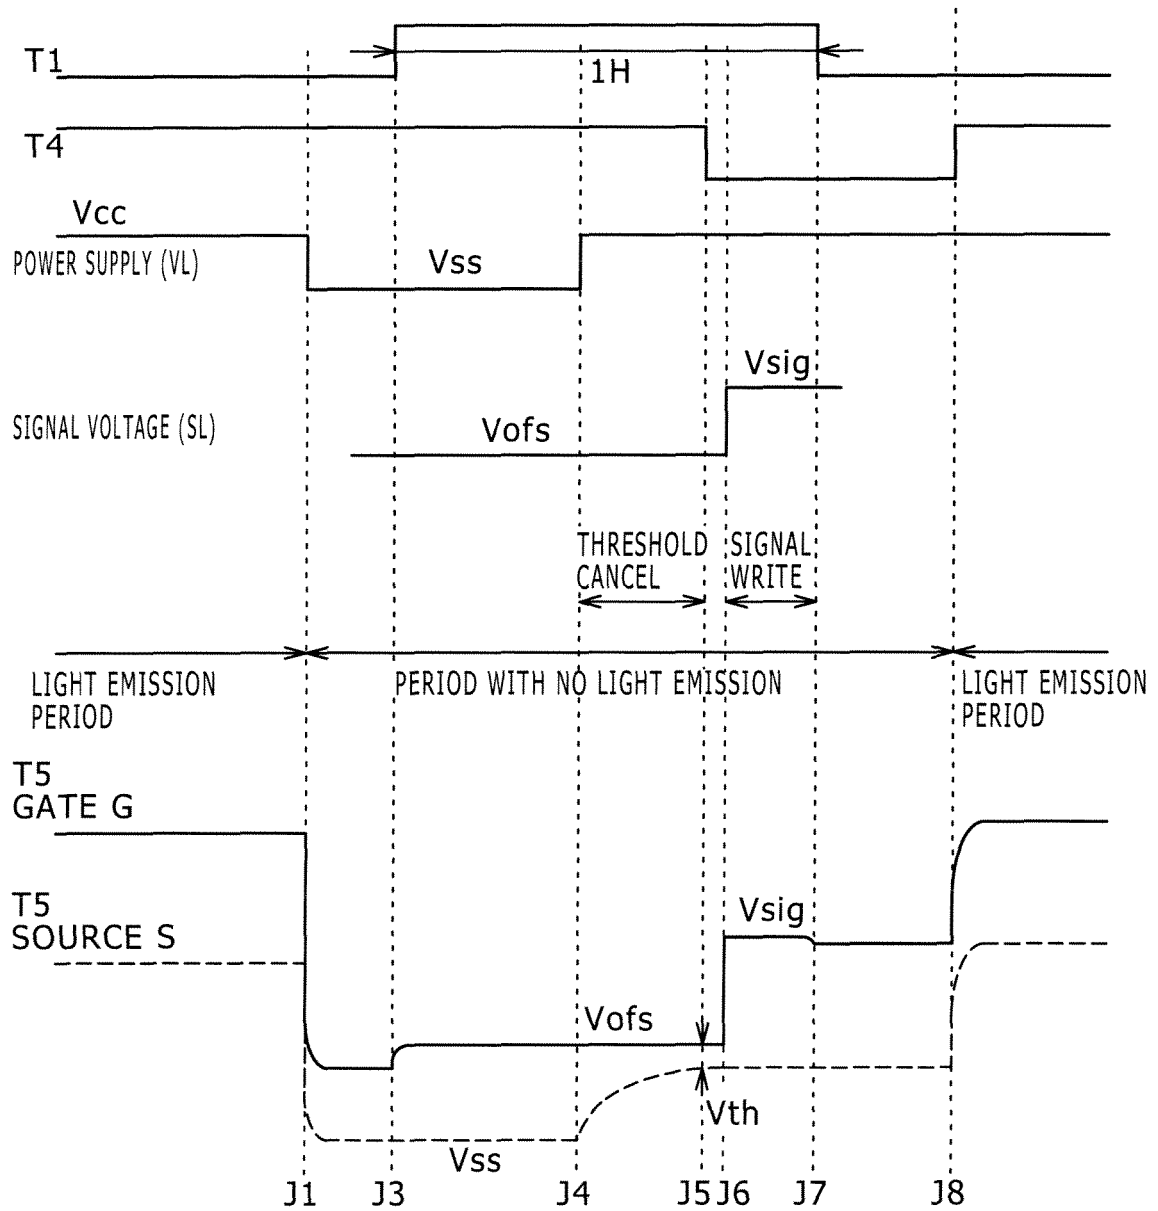 T1
1H
T4
Vcc
POWER SUPPLY (VL)
Vss
Vsig
SIGNAL VOLTAGE (SL)
Vofs
THRESHOLD
CANCEL
SIGNAL
WRITE
LIGHT EMISSION
PERIOD
PERIOD WITH NO LIGHT EMISSION
LIGHT EMISSION
PERIOD
T5
GATE G
T5
SOURCE S
Vsig
Vofs
Vth
Vss
J1 J3 J4 J5 J6 J7 J8